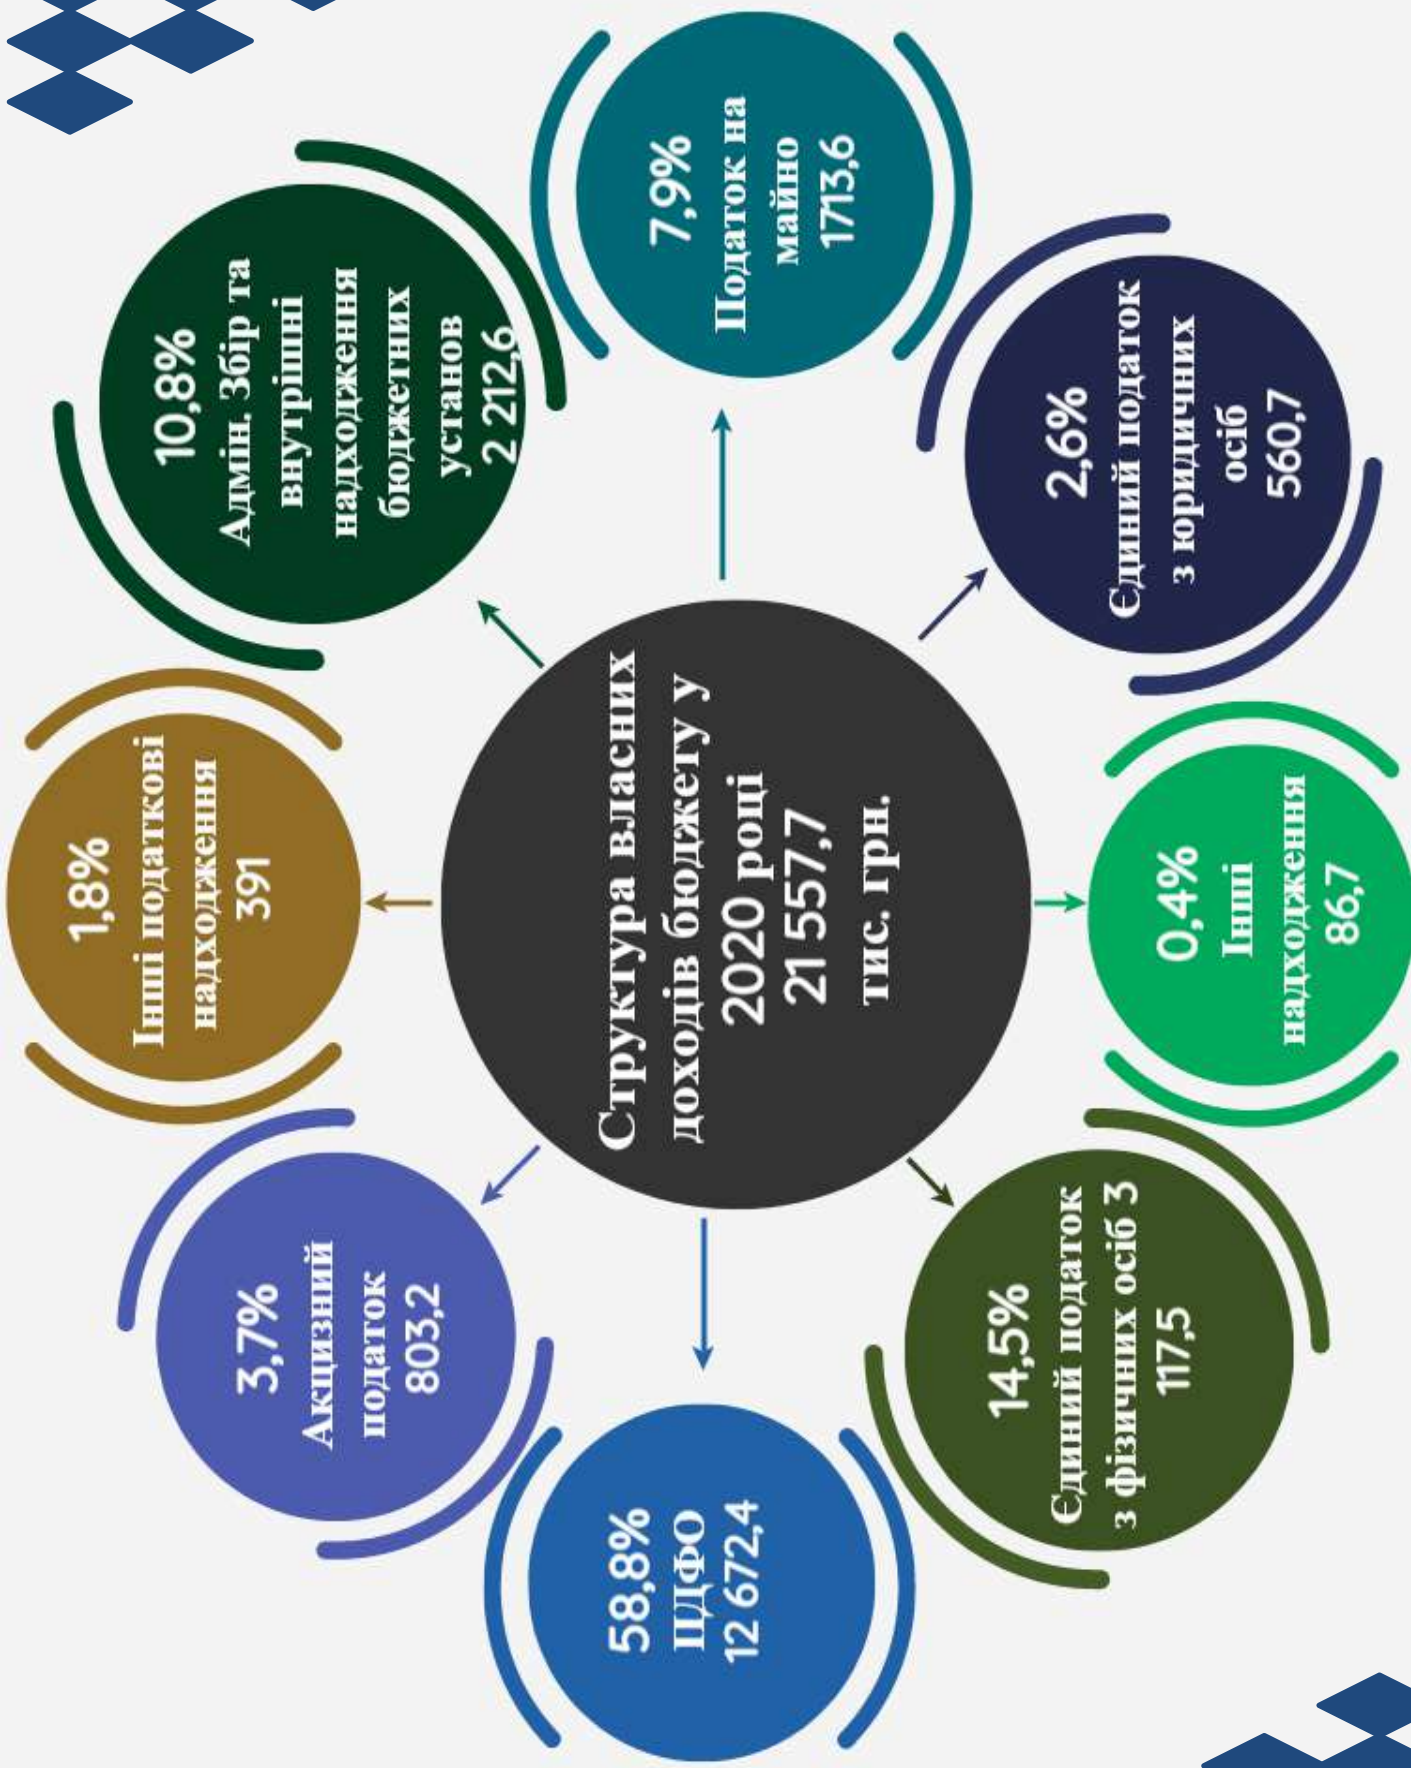 Структура власних
доходів бюджету у
2020 році
21 557,7
тис. грн.
1,8%
Інші податкові
надходження
391
10,8%
Адмін. Збір та
внутрішні
надходження
бюджетних
установ
2 212,6
7,9%
Податок на
майно
1713,6
2,6%
Єдиний податок
з юридичних
осіб
560,7
0,4%
Інші
надходження
86,7
14,5%
Єдиний податок
з фізичних осіб 3
117,5
58,8%
ПДФО
12 672,4
3,7%
Акцизний
податок
803,2